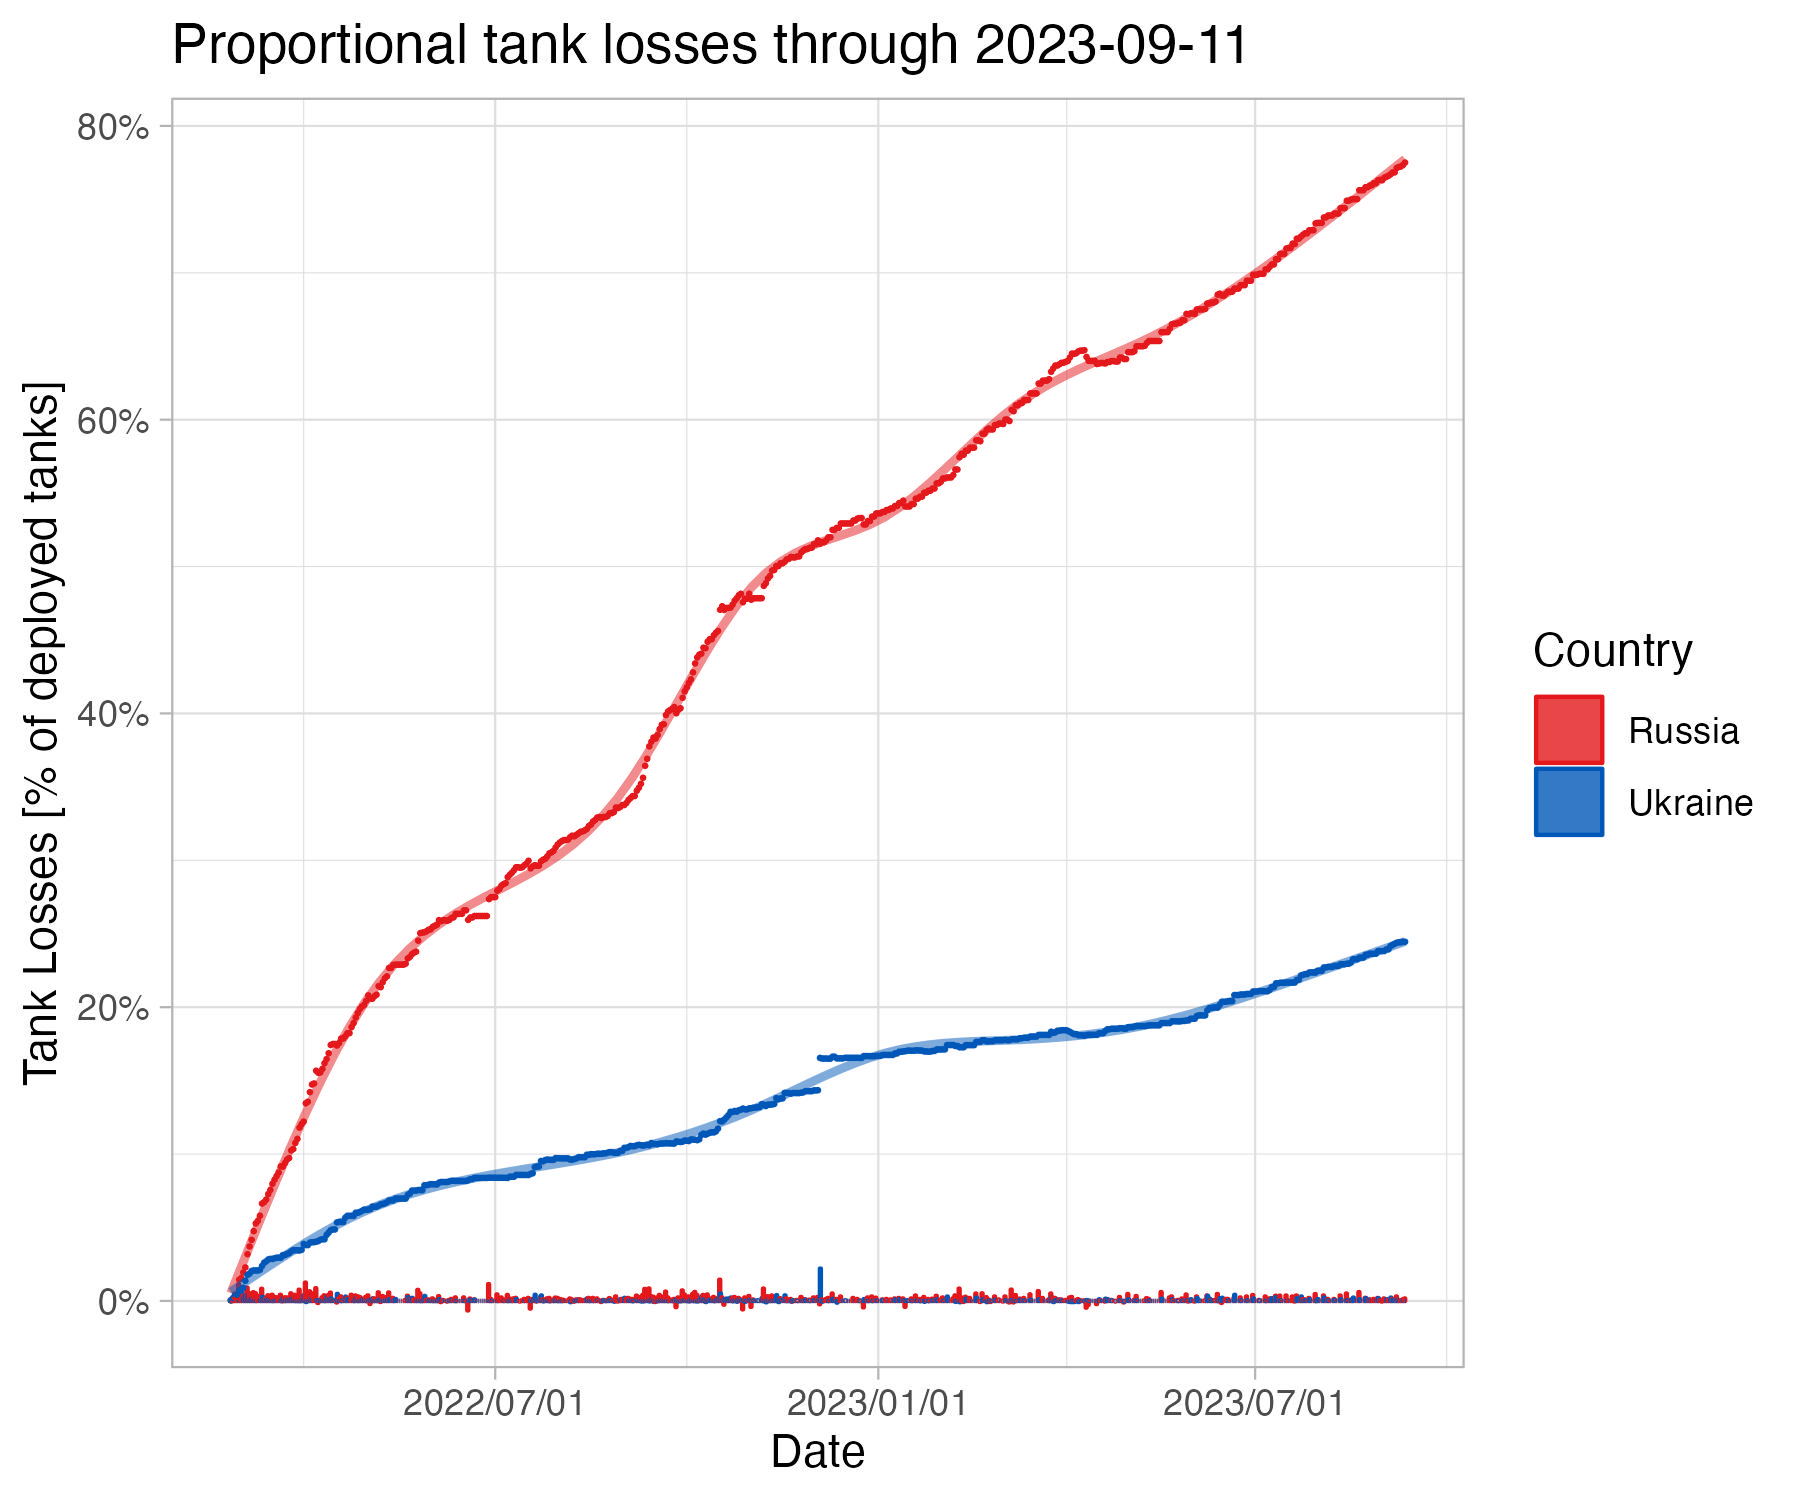 Proportional tank losses through 2023-09-11
80%
60%
40%
20%
0%
Tank Losses [% of deployed tanks]
2022/07/01
2023/01/01
2023/07/01
Date
Country
Russia
Ukraine